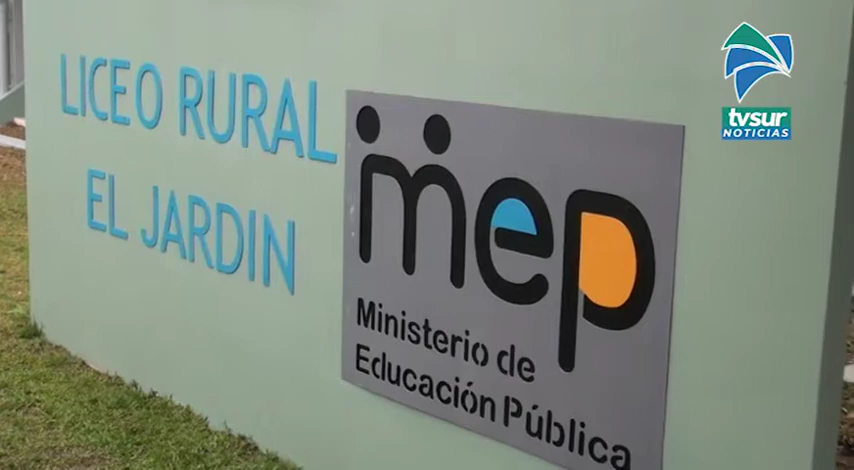 LICEO RURAL
EL JARDIN
mep
Ministerio de
Educación Pública
tvsur
NOTICIAS